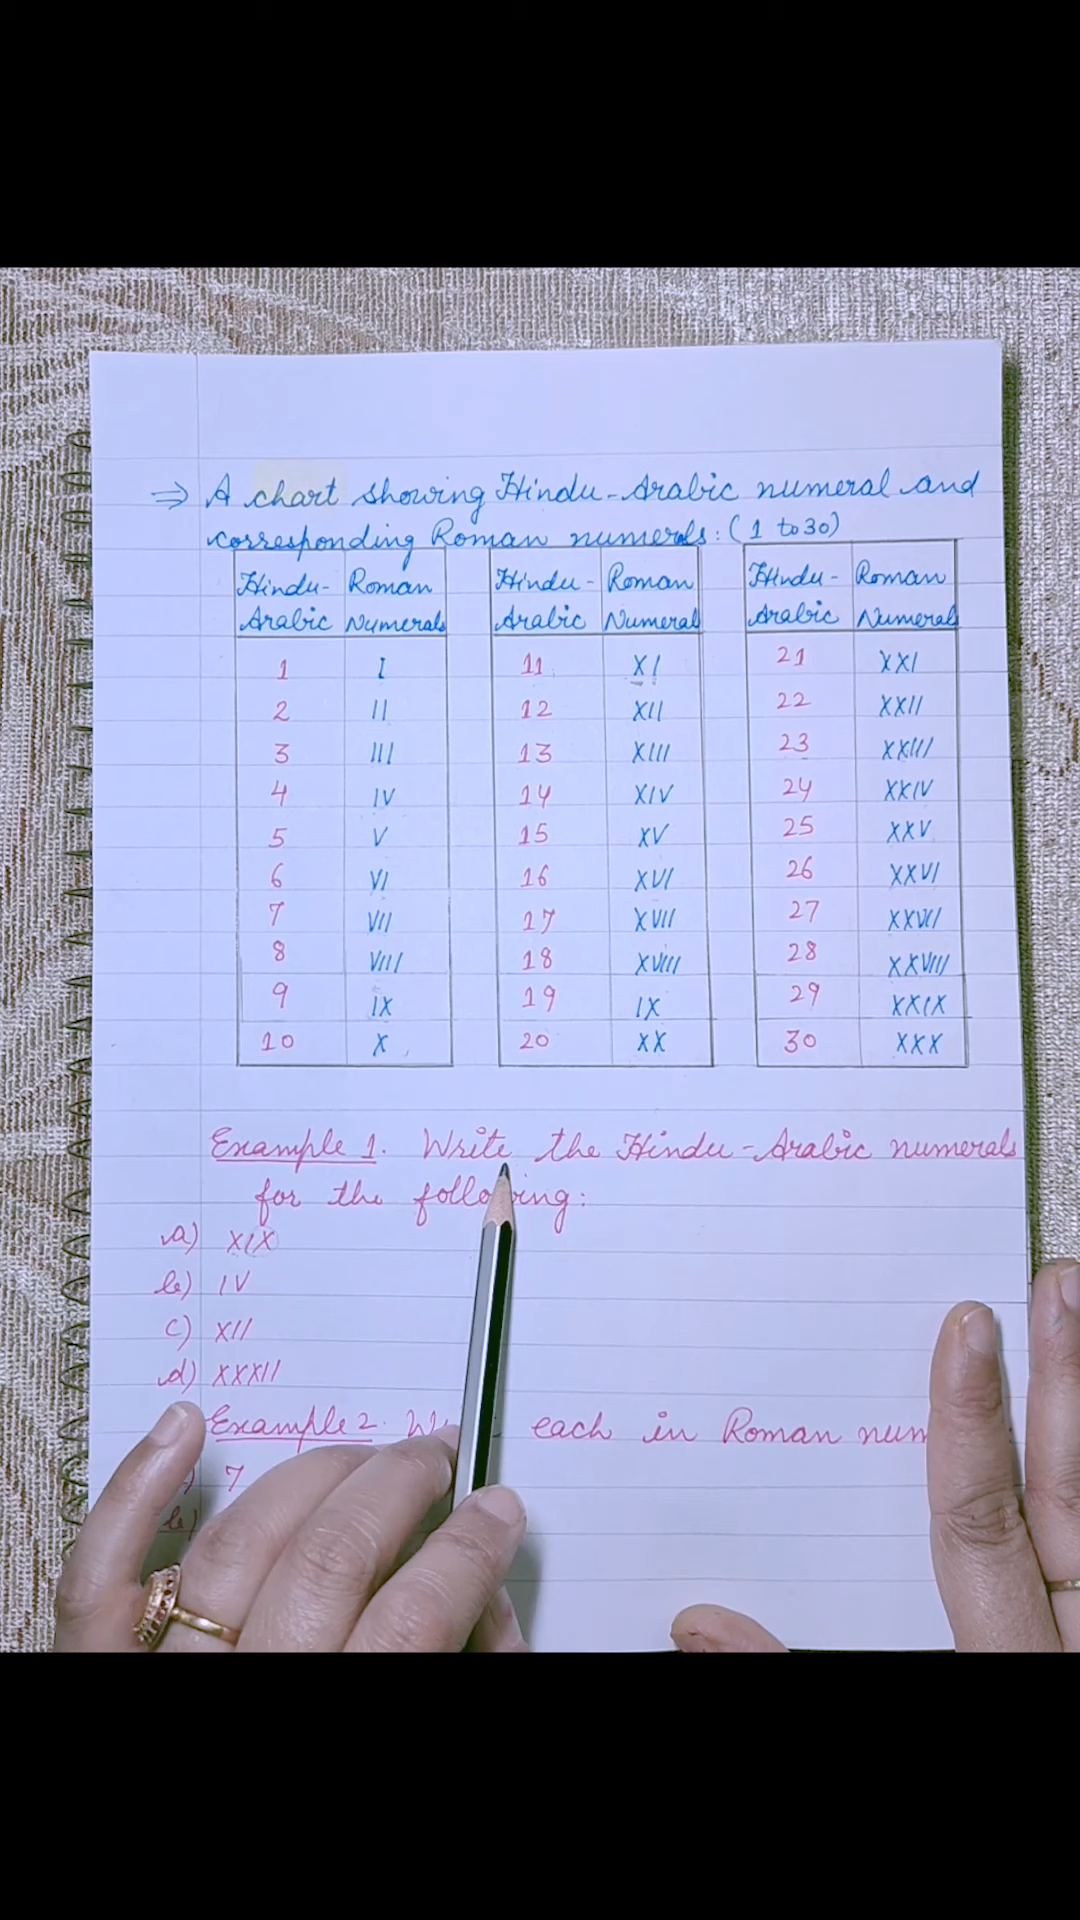 ⇒ A chart showing Hindu-Arabic numeral and
corresponding Roman numerals: (1 to 30)
Hindu-Arabic Roman Numerals Hindu-Arabic Roman Numeral Hindu-Arabic Roman Numeral
1 I 11 XI 21 XXI
2 II 12 XII 22 XXII
3 III 13 XIII 23 XXIII
4 IV 14 XIV 24 XXIV
5 V 15 XV 25 XXV
6 VI 16 XVI 26 XXVI
7 VII 17 XVII 27 XXVII
8 VIII 18 XVIII 28 XXVIII
9 IX 19 IX 29 XXIX
10 X 20 XX 30 XXX
Example 1. Write the Hindu-Arabic numerals
for the following:
a) XIX
b) IV
c) XII
d) XXXII
Example 2. each in Roman num
7
b)